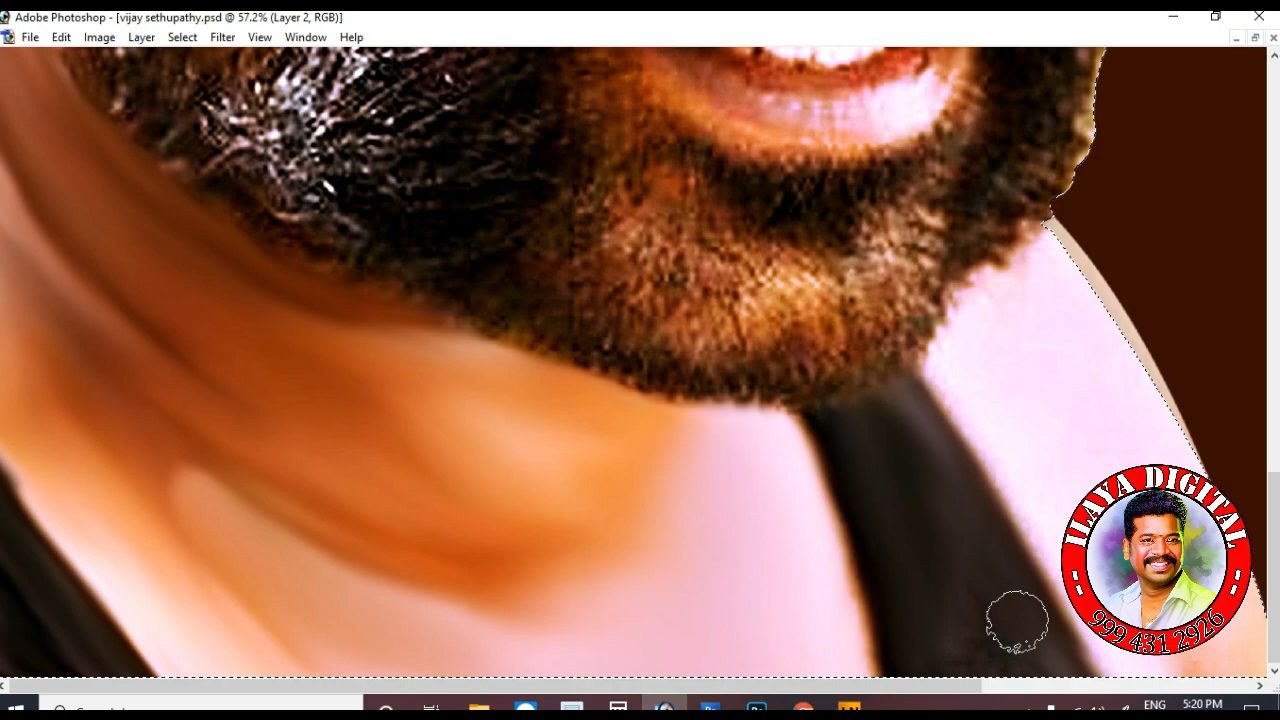 Adobe Photoshop - [vijay sethupathy.psd @ 57.2% (Layer 2, RGB)]
File Edit Image Layer Select Filter View Window Help
ILAYA DIGITAL
999 431 2926
ENG
5:20 PM